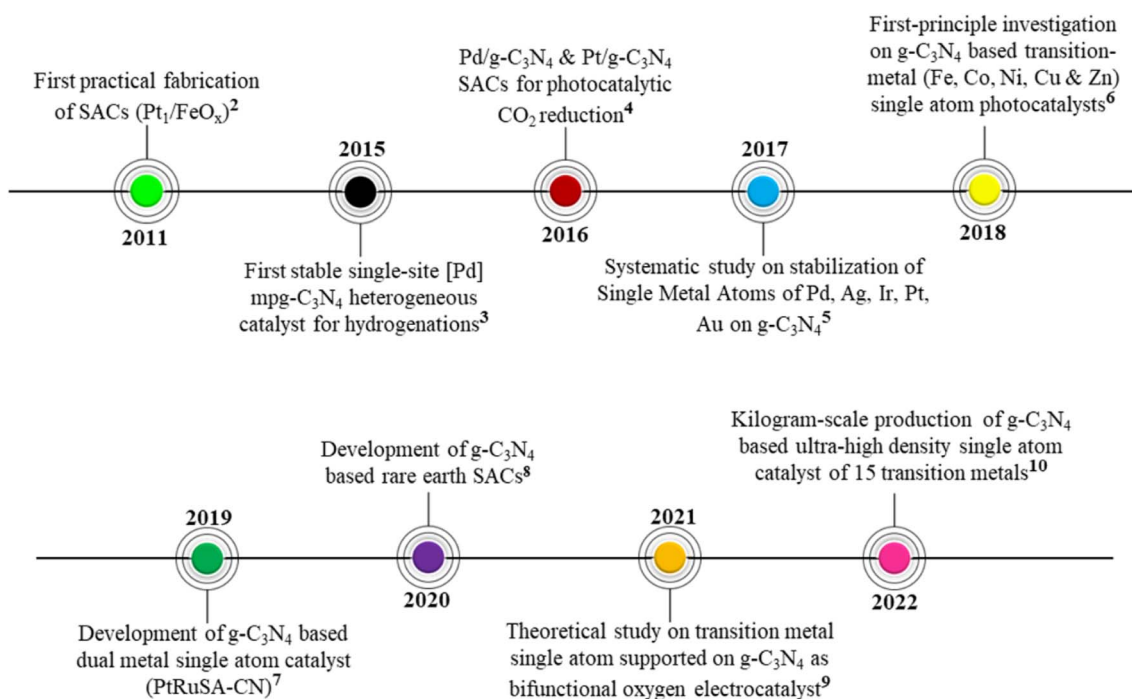 First practical fabrication
of SACs (Pt₁/FeOₓ)²
2011
2015
First stable single-site [Pd]
mpg-C₃N₄ heterogeneous
catalyst for hydrogenations³
Pd/g-C₃N₄ & Pt/g-C₃N₄
SACs for photocatalytic
CO₂ reduction⁴
2016
2017
Systematic study on stabilization of
Single Metal Atoms of Pd, Ag, Ir, Pt,
Au on g-C₃N₄⁵
First-principle investigation
on g-C₃N₄ based transition-
metal (Fe, Co, Ni, Cu & Zn)
single atom photocatalysts⁶
2018
2019
Development of g-C₃N₄ based
dual metal single atom catalyst
(PtRuSA-CN)⁷
Development of g-C₃N₄
based rare earth SACs⁸
2020
2021
Theoretical study on transition metal
single atom supported on g-C₃N₄ as
bifunctional oxygen electrocatalyst⁹
Kilogram-scale production of g-C₃N₄
based ultra-high density single atom
catalyst of 15 transition metals¹⁰
2022